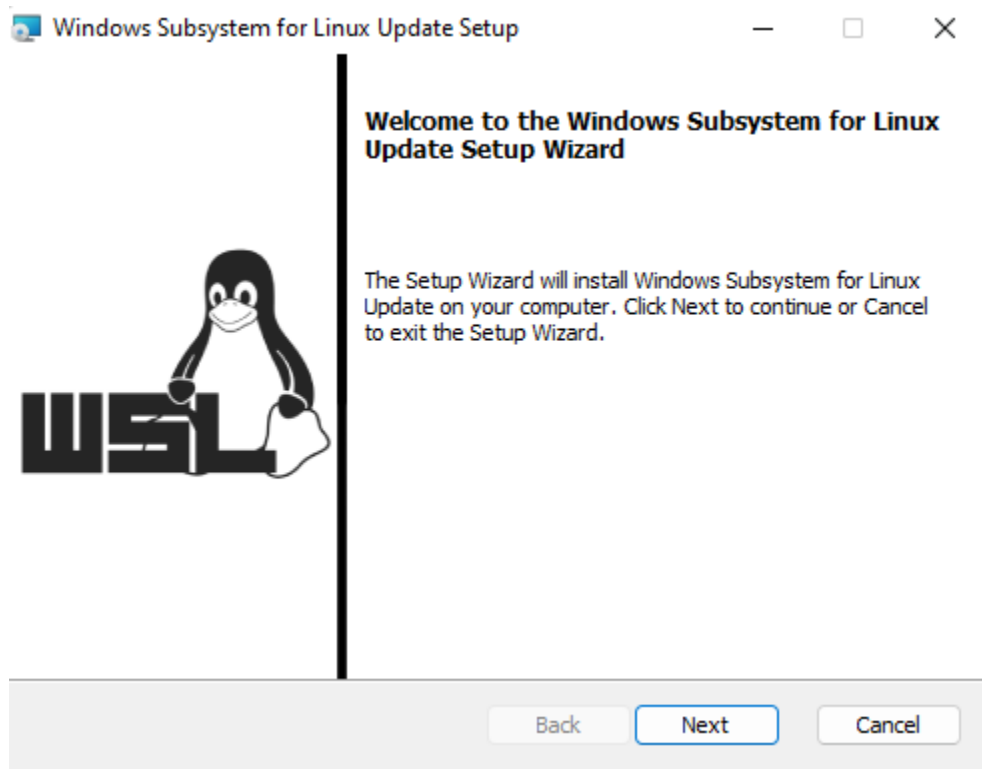 Windows Subsystem for Linux Update Setup
Welcome to the Windows Subsystem for Linux
Update Setup Wizard
The Setup Wizard will install Windows Subsystem for Linux
Update on your computer. Click Next to continue or Cancel
to exit the Setup Wizard.
WSL
Back Next Cancel